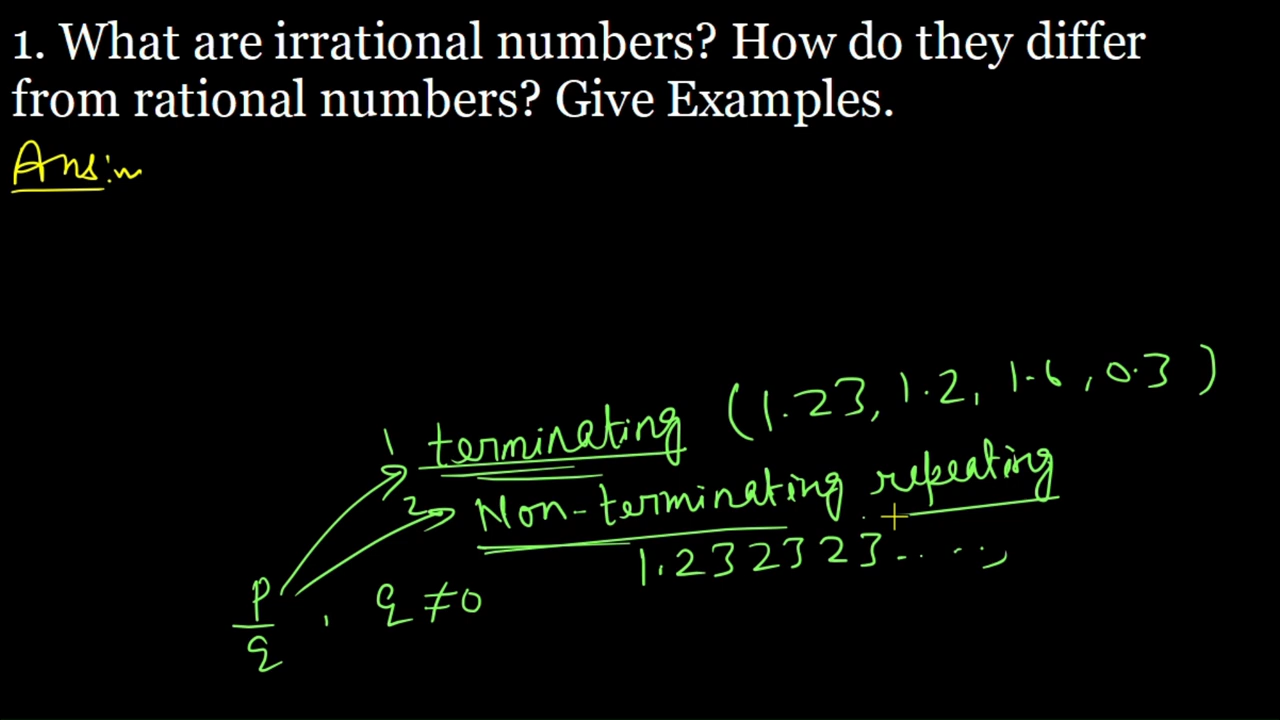 1. What are irrational numbers? How do they differ
from rational numbers? Give Examples.
Ans:~
1 terminating (1.23, 1.2, 1.6, 0.3)
2 Non-terminating repeating
1.232323....,
p/q, q ≠ 0